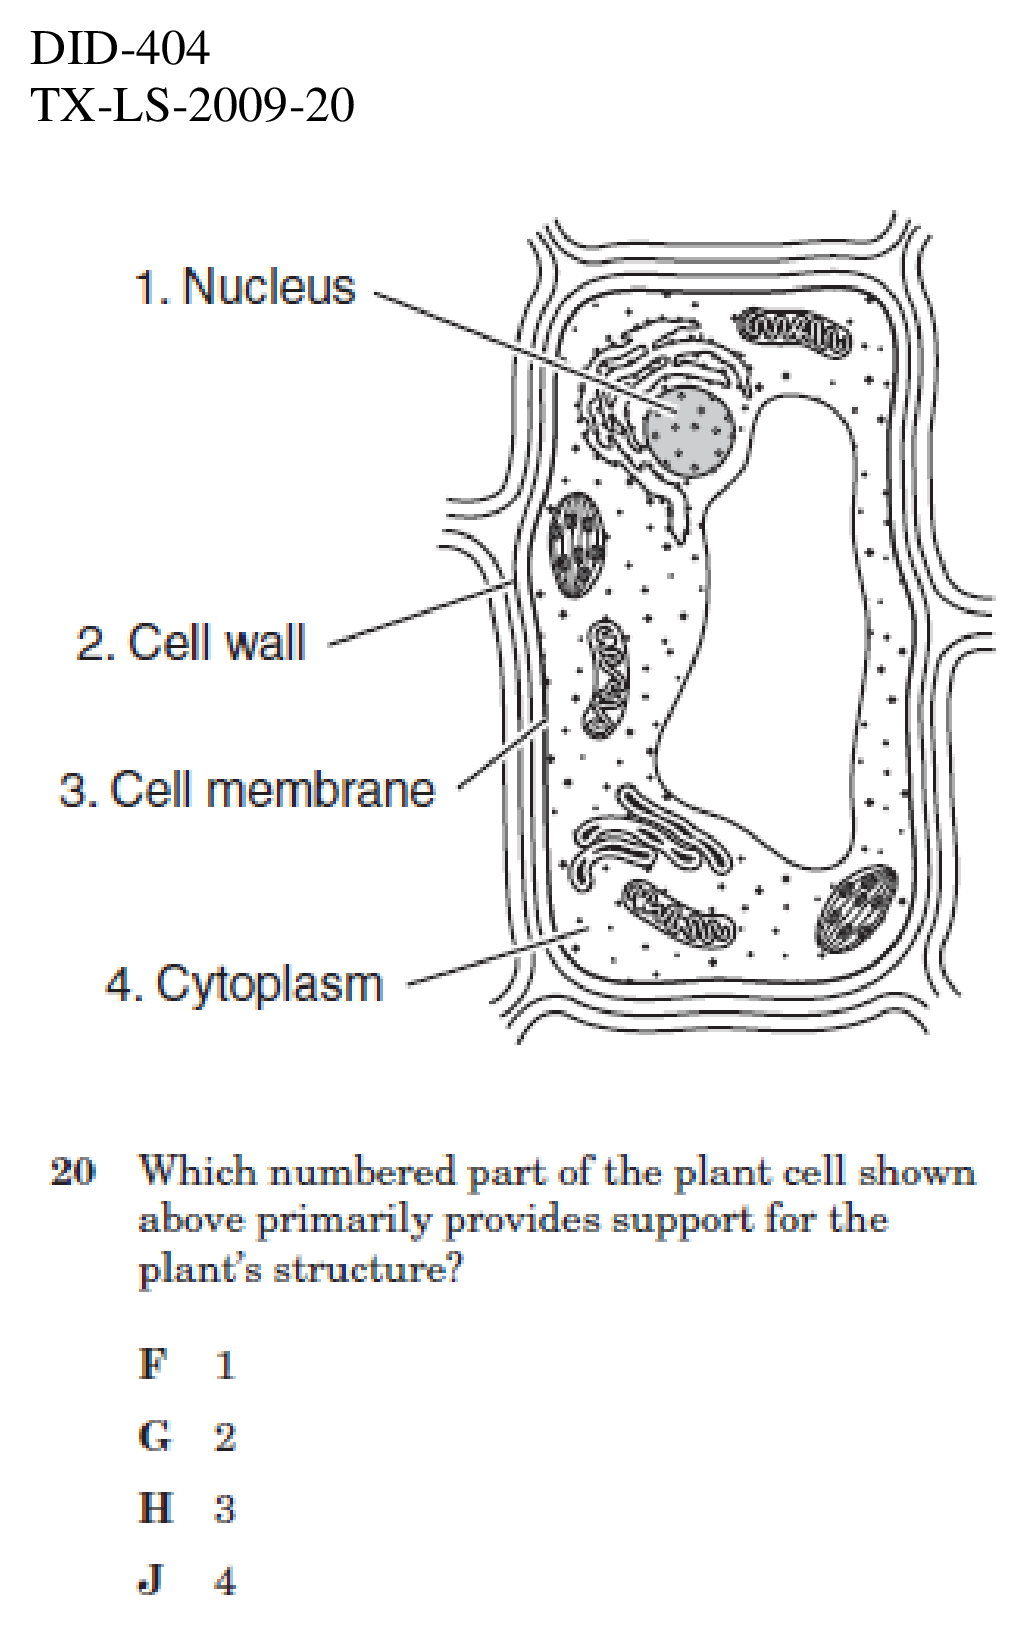 DID-404
TX-LS-2009-20
1. Nucleus
2. Cell wall
3. Cell membrane
4. Cytoplasm
20 Which numbered part of the plant cell shown
above primarily provides support for the
plant's structure?
F 1
G 2
H 3
J 4